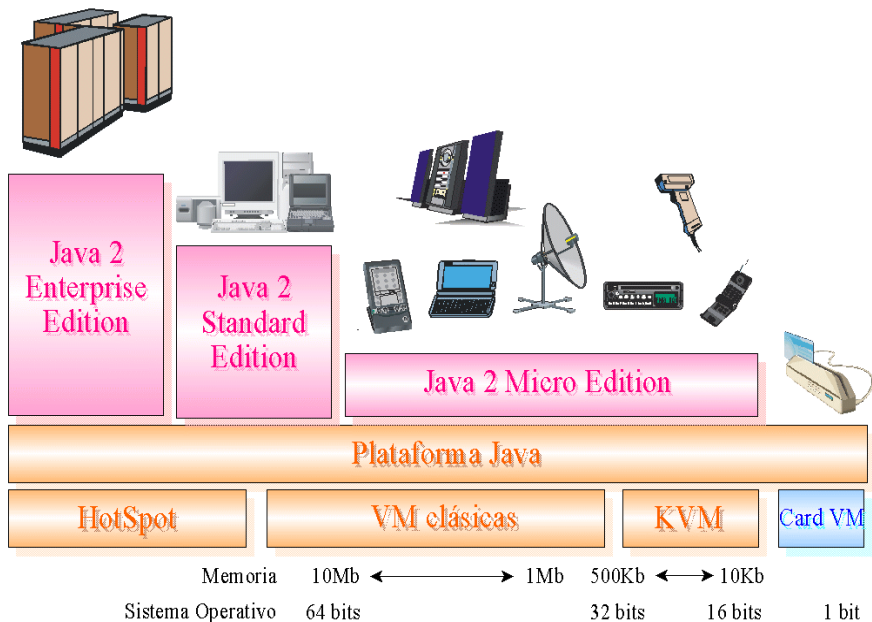 Java 2
Enterprise
Edition
Java 2
Standard
Edition
Java 2 Micro Edition
Plataforma Java
HotSpot
VM clásicas
KVM
Card VM
Memoria 10Mb 1Mb 500Kb 10Kb
Sistema Operativo 64 bits 32 bits 16 bits 1 bit